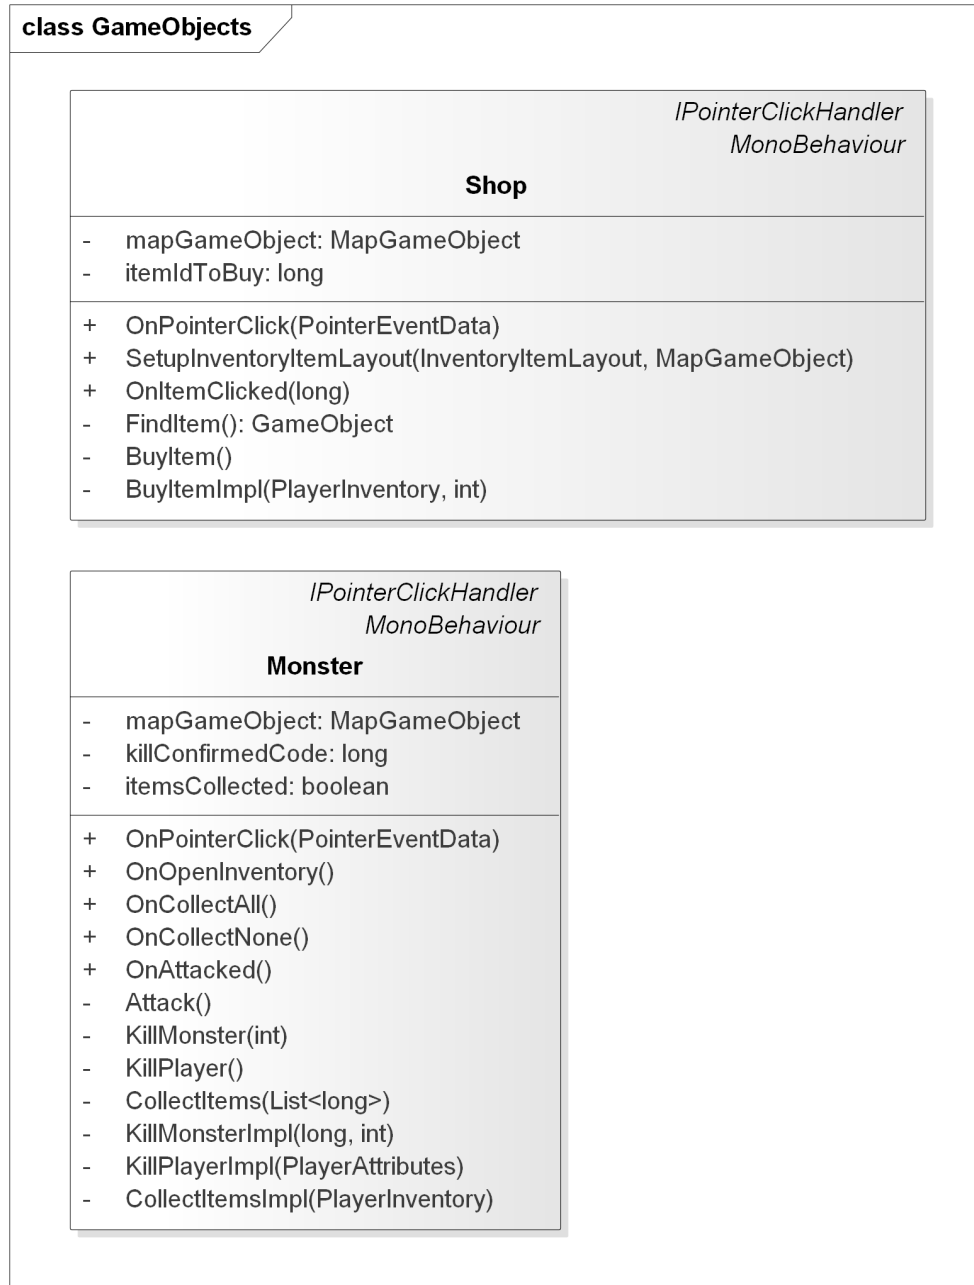 class GameObjects
IPointerClickHandler
MonoBehaviour
Shop
- mapGameObject: MapGameObject
- itemIdToBuy: long
+ OnPointerClick(PointerEventData)
+ SetupInventoryItemLayout(InventoryItemLayout, MapGameObject)
+ OnItemClicked(long)
- FindItem(): GameObject
- BuyItem()
- BuyItemImpl(PlayerInventory, int)
IPointerClickHandler
MonoBehaviour
Monster
- mapGameObject: MapGameObject
- killConfirmedCode: long
- itemsCollected: boolean
+ OnPointerClick(PointerEventData)
+ OnOpenInventory()
+ OnCollectAll()
+ OnCollectNone()
+ OnAttacked()
- Attack()
- KillMonster(int)
- KillPlayer()
- CollectItems(List<long>)
- KillMonsterImpl(long, int)
- KillPlayerImpl(PlayerAttributes)
- CollectItemsImpl(PlayerInventory)